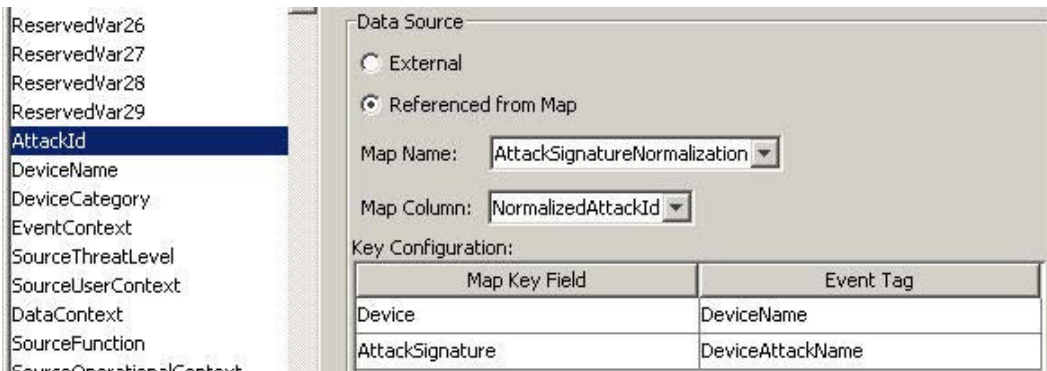 ReservedVar26
ReservedVar27
ReservedVar28
ReservedVar29
AttackId
DeviceName
DeviceCategory
EventContext
SourceThreatLevel
SourceUserContext
DataContext
SourceFunction
SourceOperationalContext
Data Source
External
Referenced from Map
Map Name: AttackSignatureNormalization
Map Column: NormalizedAttackId
Key Configuration:
Map Key Field Event Tag
Device DeviceName
AttackSignature DeviceAttackName